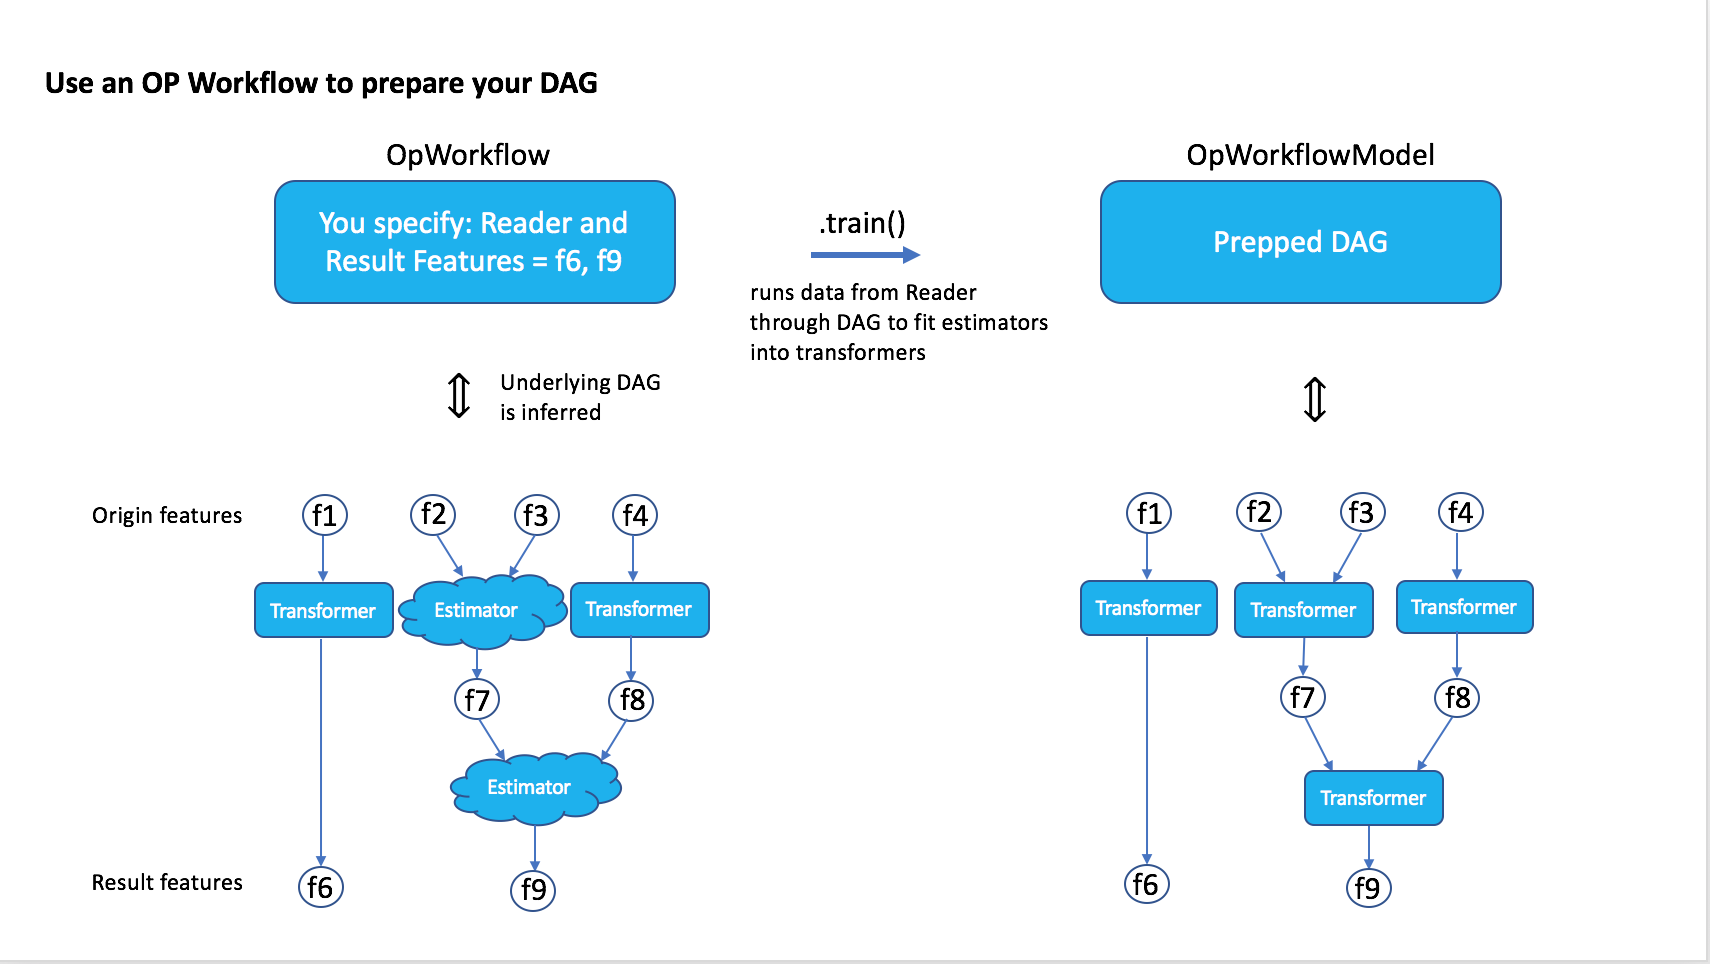 Use an OP Workflow to prepare your DAG
OpWorkflow
You specify: Reader and
Result Features = f6, f9
.train()
runs data from Reader
through DAG to fit estimators
into transformers
OpWorkflowModel
Prepped DAG
Underlying DAG
is inferred
Origin features
f1
f2
f3
f4
Transformer
Estimator
Transformer
f7
f8
Estimator
Result features
f6
f9
f1
f2
f3
f4
Transformer
Transformer
Transformer
f7
f8
Transformer
f6
f9